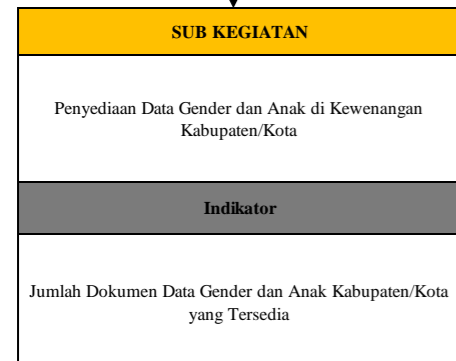 SUB KEGIATAN
Penyediaan Data Gender dan Anak di Kewenangan
Kabupaten/Kota
Indikator
Jumlah Dokumen Data Gender dan Anak Kabupaten/Kota
yang Tersedia